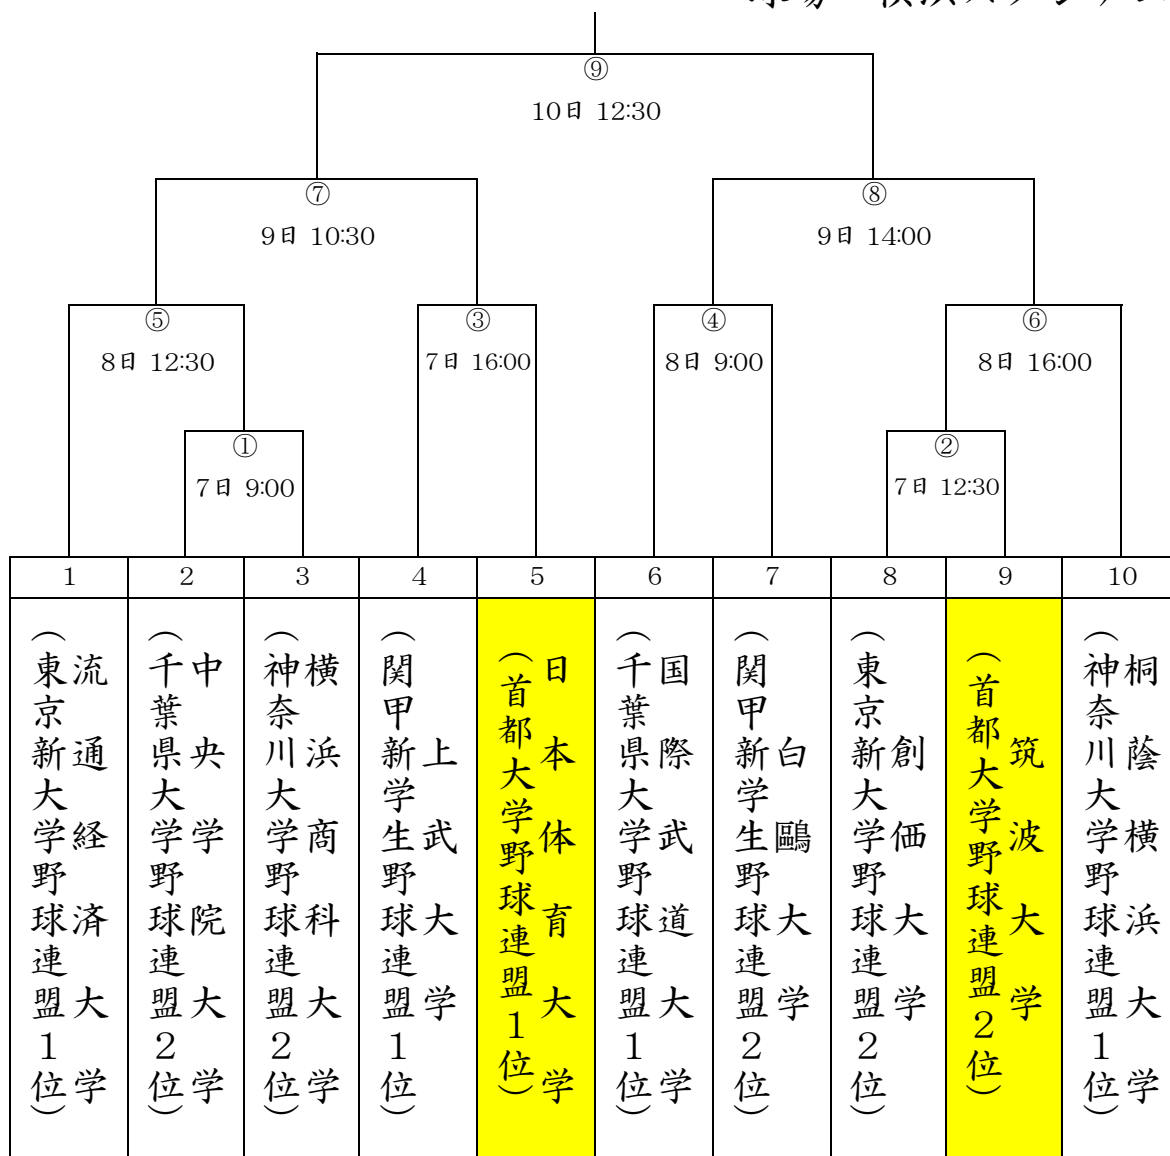 ⑨
10日 12:30
⑦
9日 10:30
⑧
9日 14:00
⑤
8日 12:30
③
7日 16:00
④
8日 9:00
⑥
8日 16:00
①
7日 9:00
②
7日 12:30
1
2
3
4
5
6
7
8
9
10
流通経済大学
(東京新大学野球連盟1位)
中央学院大学
(千葉県大学野球連盟2位)
横浜商科大学
(神奈川大学野球連盟2位)
上武大学
(関甲新学生野球連盟1位)
日本体育大学
(首都大学野球連盟1位)
国際武道大学
(千葉県大学野球連盟1位)
白鷗大学
(関甲新学生野球連盟2位)
創価大学
(東京新大学野球連盟2位)
筑波大学
(首都大学野球連盟2位)
桐蔭横浜大学
(神奈川大学野球連盟1位)